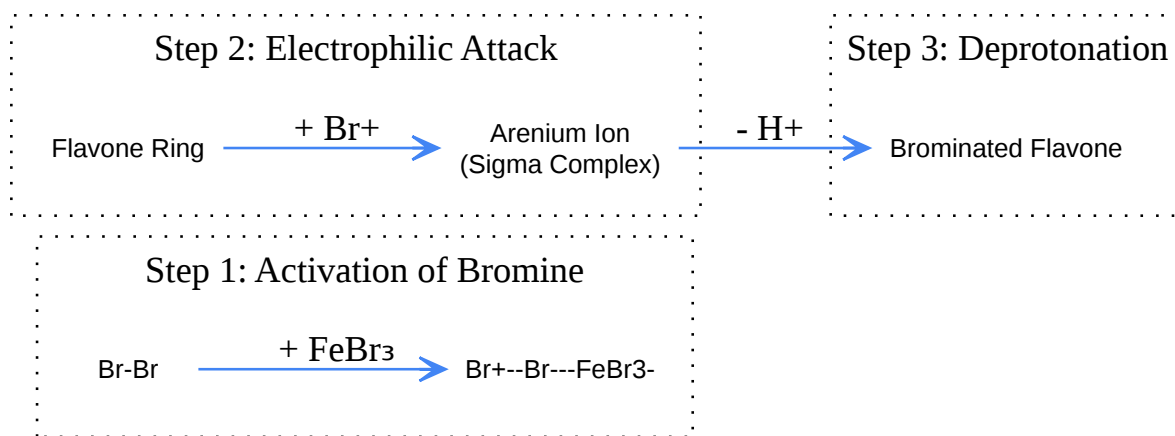 Step 2: Electrophilic Attack
Flavone Ring
+ Br+
Arenium Ion
(Sigma Complex)
- H+
Step 3: Deprotonation
Brominated Flavone
Step 1: Activation of Bromine
Br-Br
+ FeBr₃
Br+--Br---FeBr3-